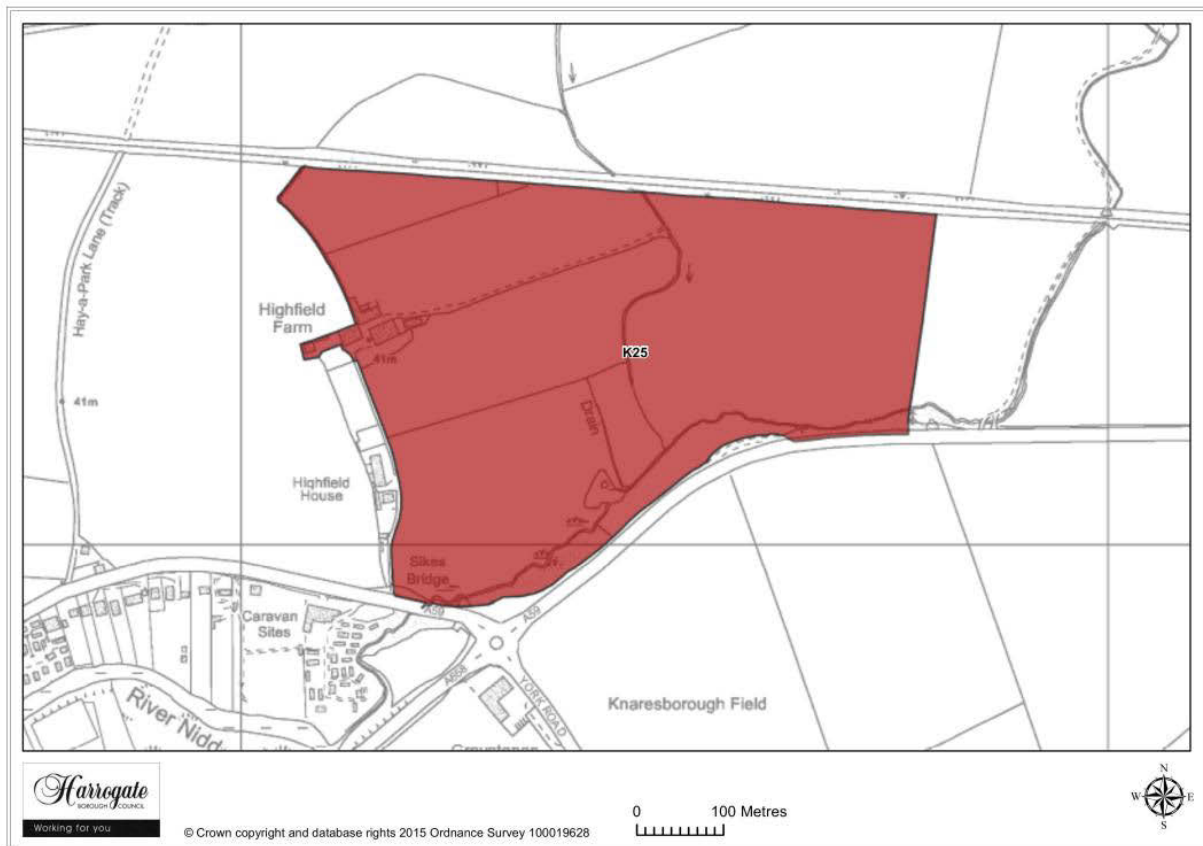 Hay-a-Park Lane (Track)
Highfield
Farm
41m
K25
41m
Drain
Highfield
House
Sikes
Bridge
A59
Caravan
Sites
A59
A658
YORK ROAD
Knaresborough Field
River Nidd
Harrogate
BOROUGH COUNCIL
Working for you
© Crown copyright and database rights 2015 Ordnance Survey 100019628
0 100 Metres
N
W E
S